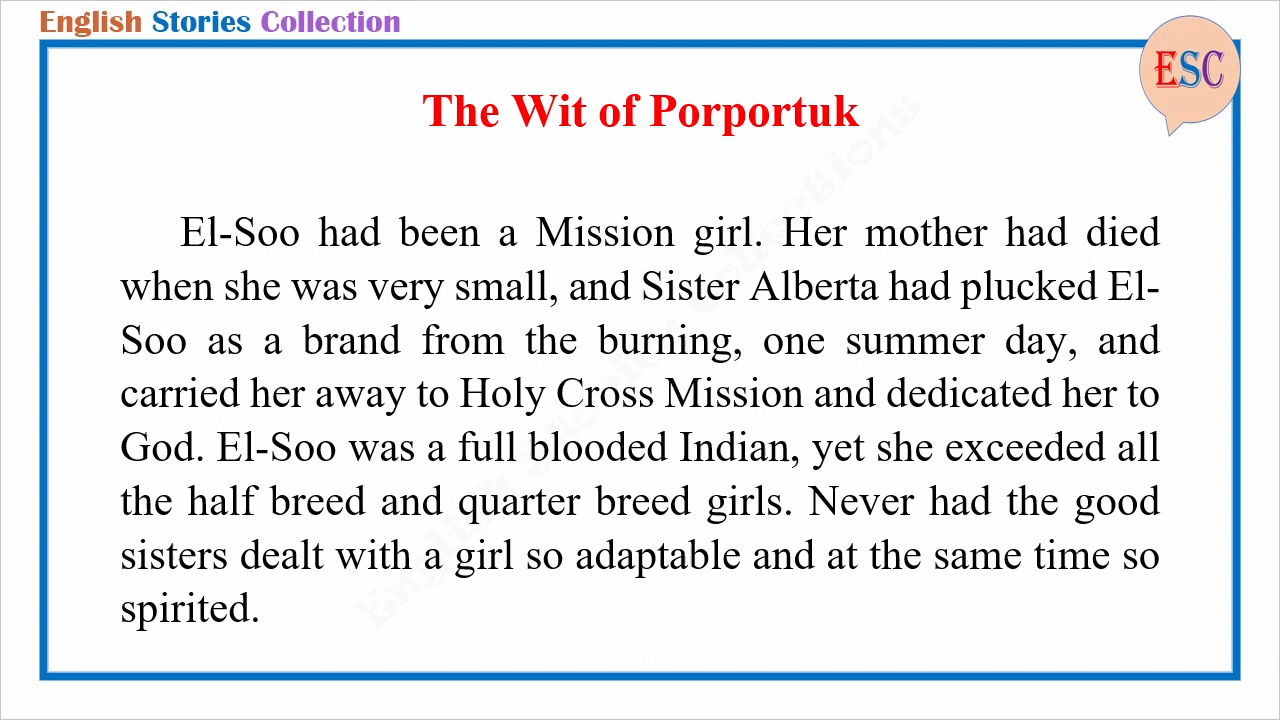 English Stories Collection
ESC
The Wit of Porportuk
El-Soo had been a Mission girl. Her mother had died
when she was very small, and Sister Alberta had plucked El-
Soo as a brand from the burning, one summer day, and
carried her away to Holy Cross Mission and dedicated her to
God. El-Soo was a full blooded Indian, yet she exceeded all
the half breed and quarter breed girls. Never had the good
sisters dealt with a girl so adaptable and at the same time so
spirited.